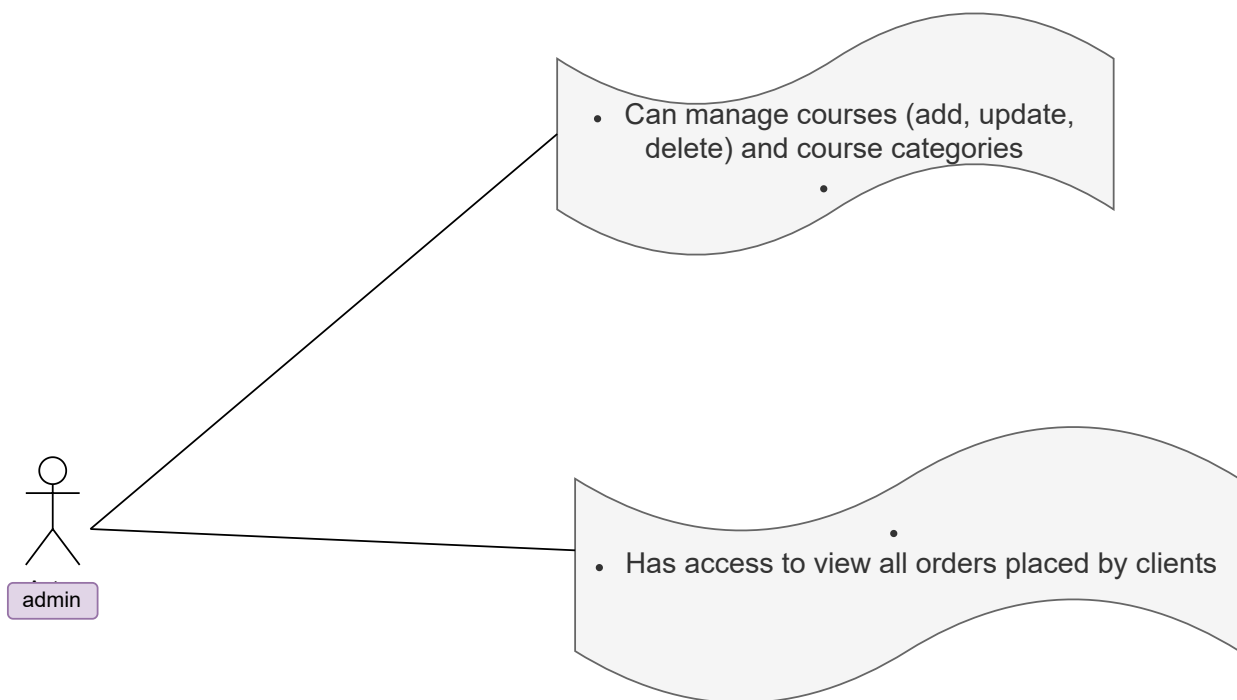 • Can manage courses (add, update,
delete) and course categories
•
•
• Has access to view all orders placed by clients
admin